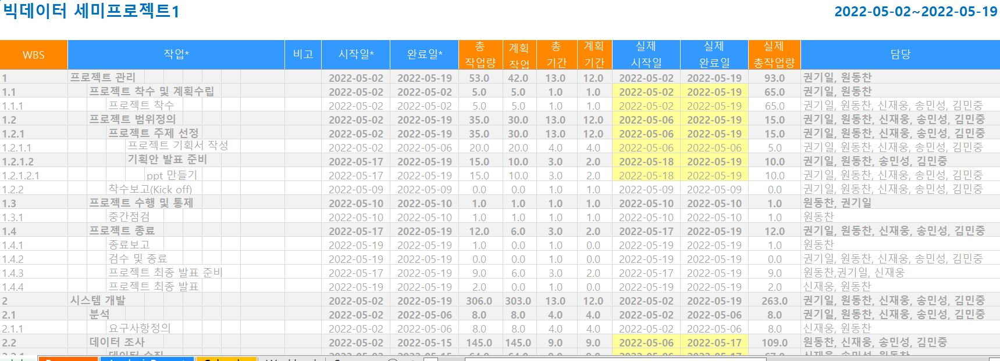 빅데이터 세미프로젝트1 2022-05-02~2022-05-19
WBS 작업* 비고 시작일* 완료일* 총 작업량 계획 작업 총 기간 계획 기간 실제 시작일 실제 완료일 실제 총작업량 담당
1 프로젝트 관리 2022-05-02 2022-05-19 53.0 42.0 13.0 12.0 2022-05-02 2022-05-19 93.0 권기일, 원동찬
1.1 프로젝트 착수 및 계획수립 2022-05-02 2022-05-02 5.0 5.0 1.0 1.0 2022-05-02 2022-05-19 65.0 권기일, 원동찬
1.1.1 프로젝트 착수 2022-05-02 2022-05-02 5.0 5.0 1.0 1.0 2022-05-02 2022-05-19 65.0 권기일, 원동찬, 신재웅, 송민성, 김민중
1.2 프로젝트 범위정의 2022-05-02 2022-05-19 35.0 30.0 13.0 12.0 2022-05-06 2022-05-19 15.0 권기일, 원동찬, 신재웅, 송민성, 김민중
1.2.1 프로젝트 주제 선정 2022-05-02 2022-05-19 35.0 30.0 13.0 12.0 2022-05-06 2022-05-19 15.0 권기일, 원동찬, 신재웅, 송민성, 김민중
1.2.1.1 프로젝트 기획서 작성 2022-05-02 2022-05-06 20.0 20.0 4.0 4.0 2022-05-06 2022-05-06 5.0 권기일, 원동찬, 신재웅, 송민성, 김민중
1.2.1.2 기획안 발표 준비 2022-05-17 2022-05-19 15.0 10.0 3.0 2.0 2022-05-18 2022-05-19 10.0 권기일, 원동찬, 송민성, 김민중
1.2.1.2.1 ppt 만들기 2022-05-17 2022-05-19 15.0 10.0 3.0 2.0 2022-05-18 2022-05-19 10.0 권기일, 원동찬, 신재웅, 송민성, 김민중
1.2.2 착수보고(Kick off) 2022-05-09 2022-05-09 0.0 0.0 1.0 1.0 2022-05-09 2022-05-09 0.0 권기일, 원동찬, 신재웅, 송민성, 김민중
1.3 프로젝트 수행 및 통제 2022-05-10 2022-05-10 1.0 1.0 1.0 1.0 2022-05-10 2022-05-10 1.0 원동찬, 권기일
1.3.1 중간점검 2022-05-10 2022-05-10 1.0 1.0 1.0 1.0 2022-05-10 2022-05-10 1.0 원동찬
1.4 프로젝트 종료 2022-05-17 2022-05-19 12.0 6.0 3.0 2.0 2022-05-17 2022-05-19 12.0 권기일, 원동찬, 신재웅, 송민성, 김민중
1.4.1 종료보고 2022-05-19 2022-05-19 1.0 0.0 1.0 0.0 2022-05-19 2022-05-19 1.0 원동찬
1.4.2 검수 및 종료 2022-05-19 2022-05-19 0.0 0.0 1.0 0.0 2022-05-19 2022-05-19 0.0 권기일, 원동찬, 신재웅, 송민성, 김민중
1.4.3 프로젝트 최종 발표 준비 2022-05-17 2022-05-19 9.0 6.0 3.0 2.0 2022-05-17 2022-05-19 9.0 원동찬,권기일, 신재웅
1.4.4 프로젝트 최종 발표 2022-05-19 2022-05-19 2.0 0.0 1.0 0.0 2022-05-19 2022-05-19 2.0 신재웅, 원동찬
2 시스템 개발 2022-05-02 2022-05-19 306.0 303.0 13.0 12.0 2022-05-02 2022-05-19 263.0 권기일, 원동찬, 신재웅, 송민성, 김민중
2.1 분석 2022-05-02 2022-05-06 8.0 8.0 4.0 4.0 2022-05-02 2022-05-06 8.0 권기일, 원동찬, 신재웅, 송민성, 김민중
2.1.1 요구사항정의 2022-05-02 2022-05-06 8.0 8.0 4.0 4.0 2022-05-02 2022-05-06 8.0 신재웅, 원동찬
2.2 데이터 조사 2022-05-02 2022-05-15 145.0 145.0 9.0 9.0 2022-05-06 2022-05-17 109.0 원동찬, 신재웅, 송민성, 김민중